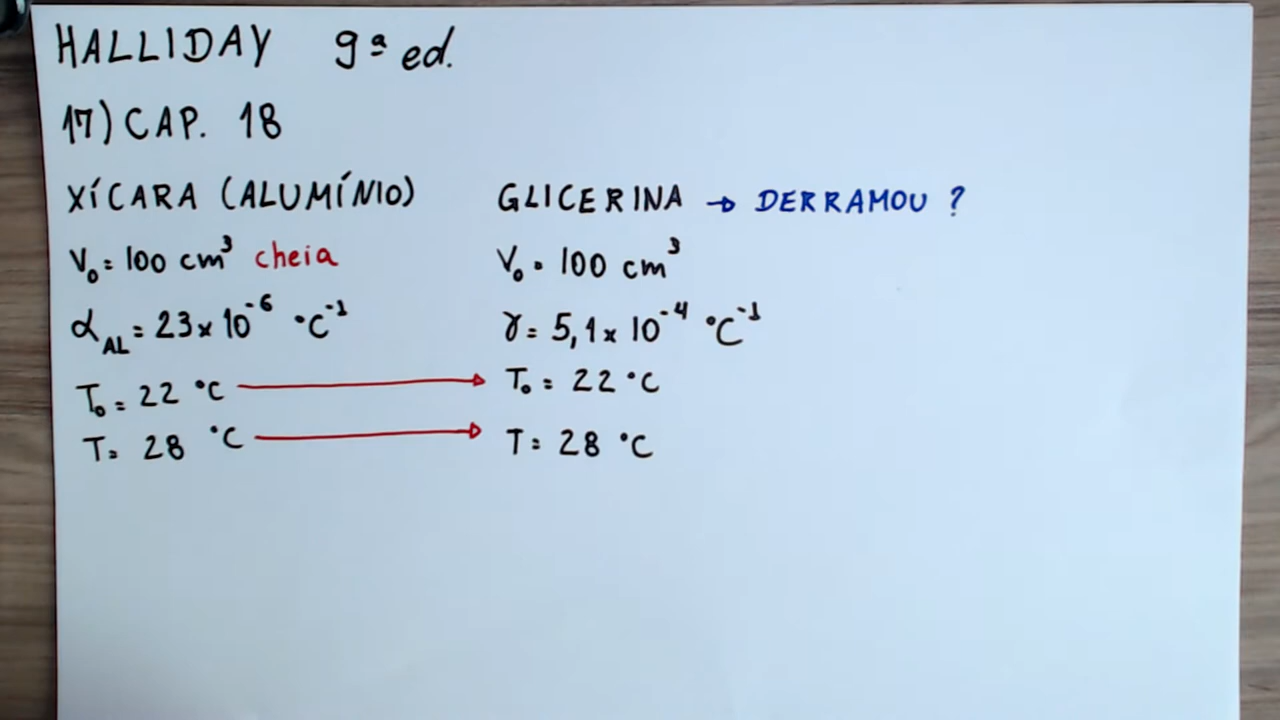 HALLIDAY 9ª ed.
17) CAP. 18
XÍCARA (ALUMÍNIO) GLICERINA → DERRAMOU ?
V₀ = 100 cm³ cheia V₀ = 100 cm³
α_AL = 23 x 10⁻⁶ °C⁻¹ γ = 5,1 x 10⁻⁴ °C⁻¹
T₀ = 22 °C → T₀ = 22 °C
T = 28 °C → T = 28 °C